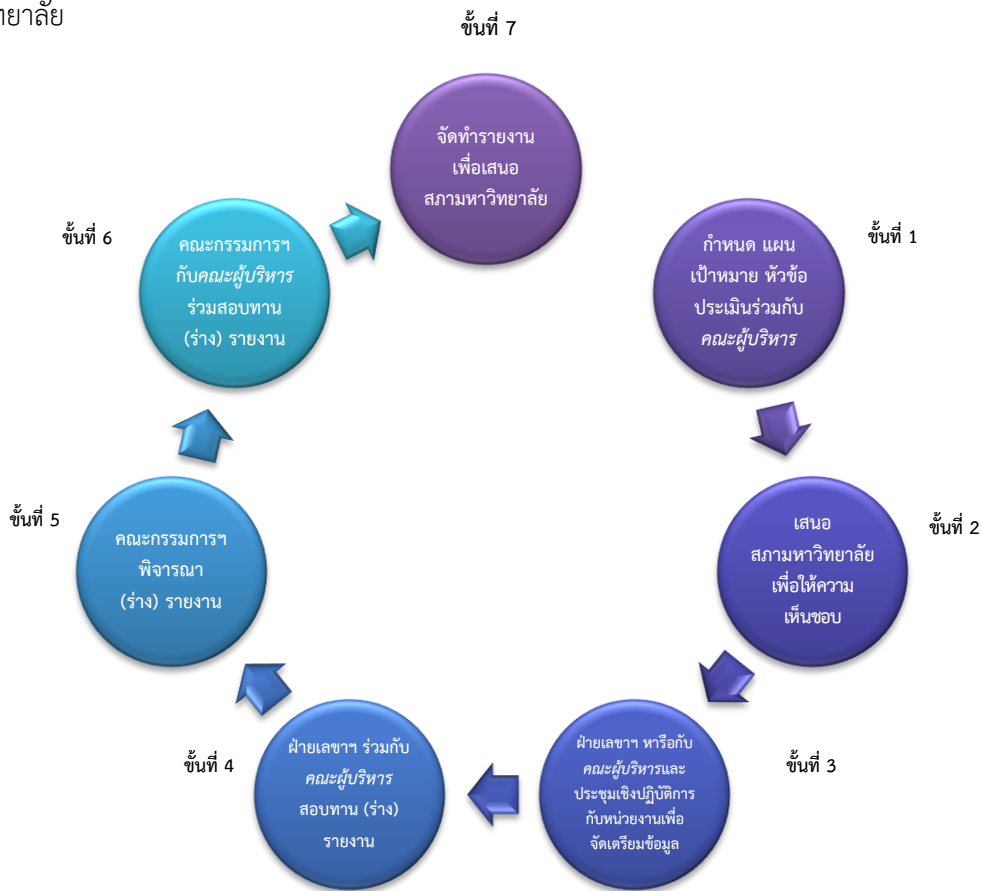 ทยาลัย
ขั้นที่ 7
จัดทำรายงาน
เพื่อเสนอ
สภามหาวิทยาลัย
ขั้นที่ 1
กำหนด แผน
เป้าหมาย หัวข้อ
ประเมินร่วมกับ
คณะผู้บริหาร
ขั้นที่ 2
เสนอ
สภามหาวิทยาลัย
เพื่อให้ความ
เห็นชอบ
ขั้นที่ 3
ฝ่ายเลขาฯ หารือกับ
คณะผู้บริหารและ
ประชุมเชิงปฏิบัติการ
กับหน่วยงานเพื่อ
จัดเตรียมข้อมูล
ขั้นที่ 4
ฝ่ายเลขาฯ ร่วมกับ
คณะผู้บริหาร
สอบทาน (ร่าง)
รายงาน
ขั้นที่ 5
คณะกรรมการฯ
พิจารณา
(ร่าง) รายงาน
ขั้นที่ 6
คณะกรรมการฯ
กับคณะผู้บริหาร
ร่วมสอบทาน
(ร่าง) รายงาน